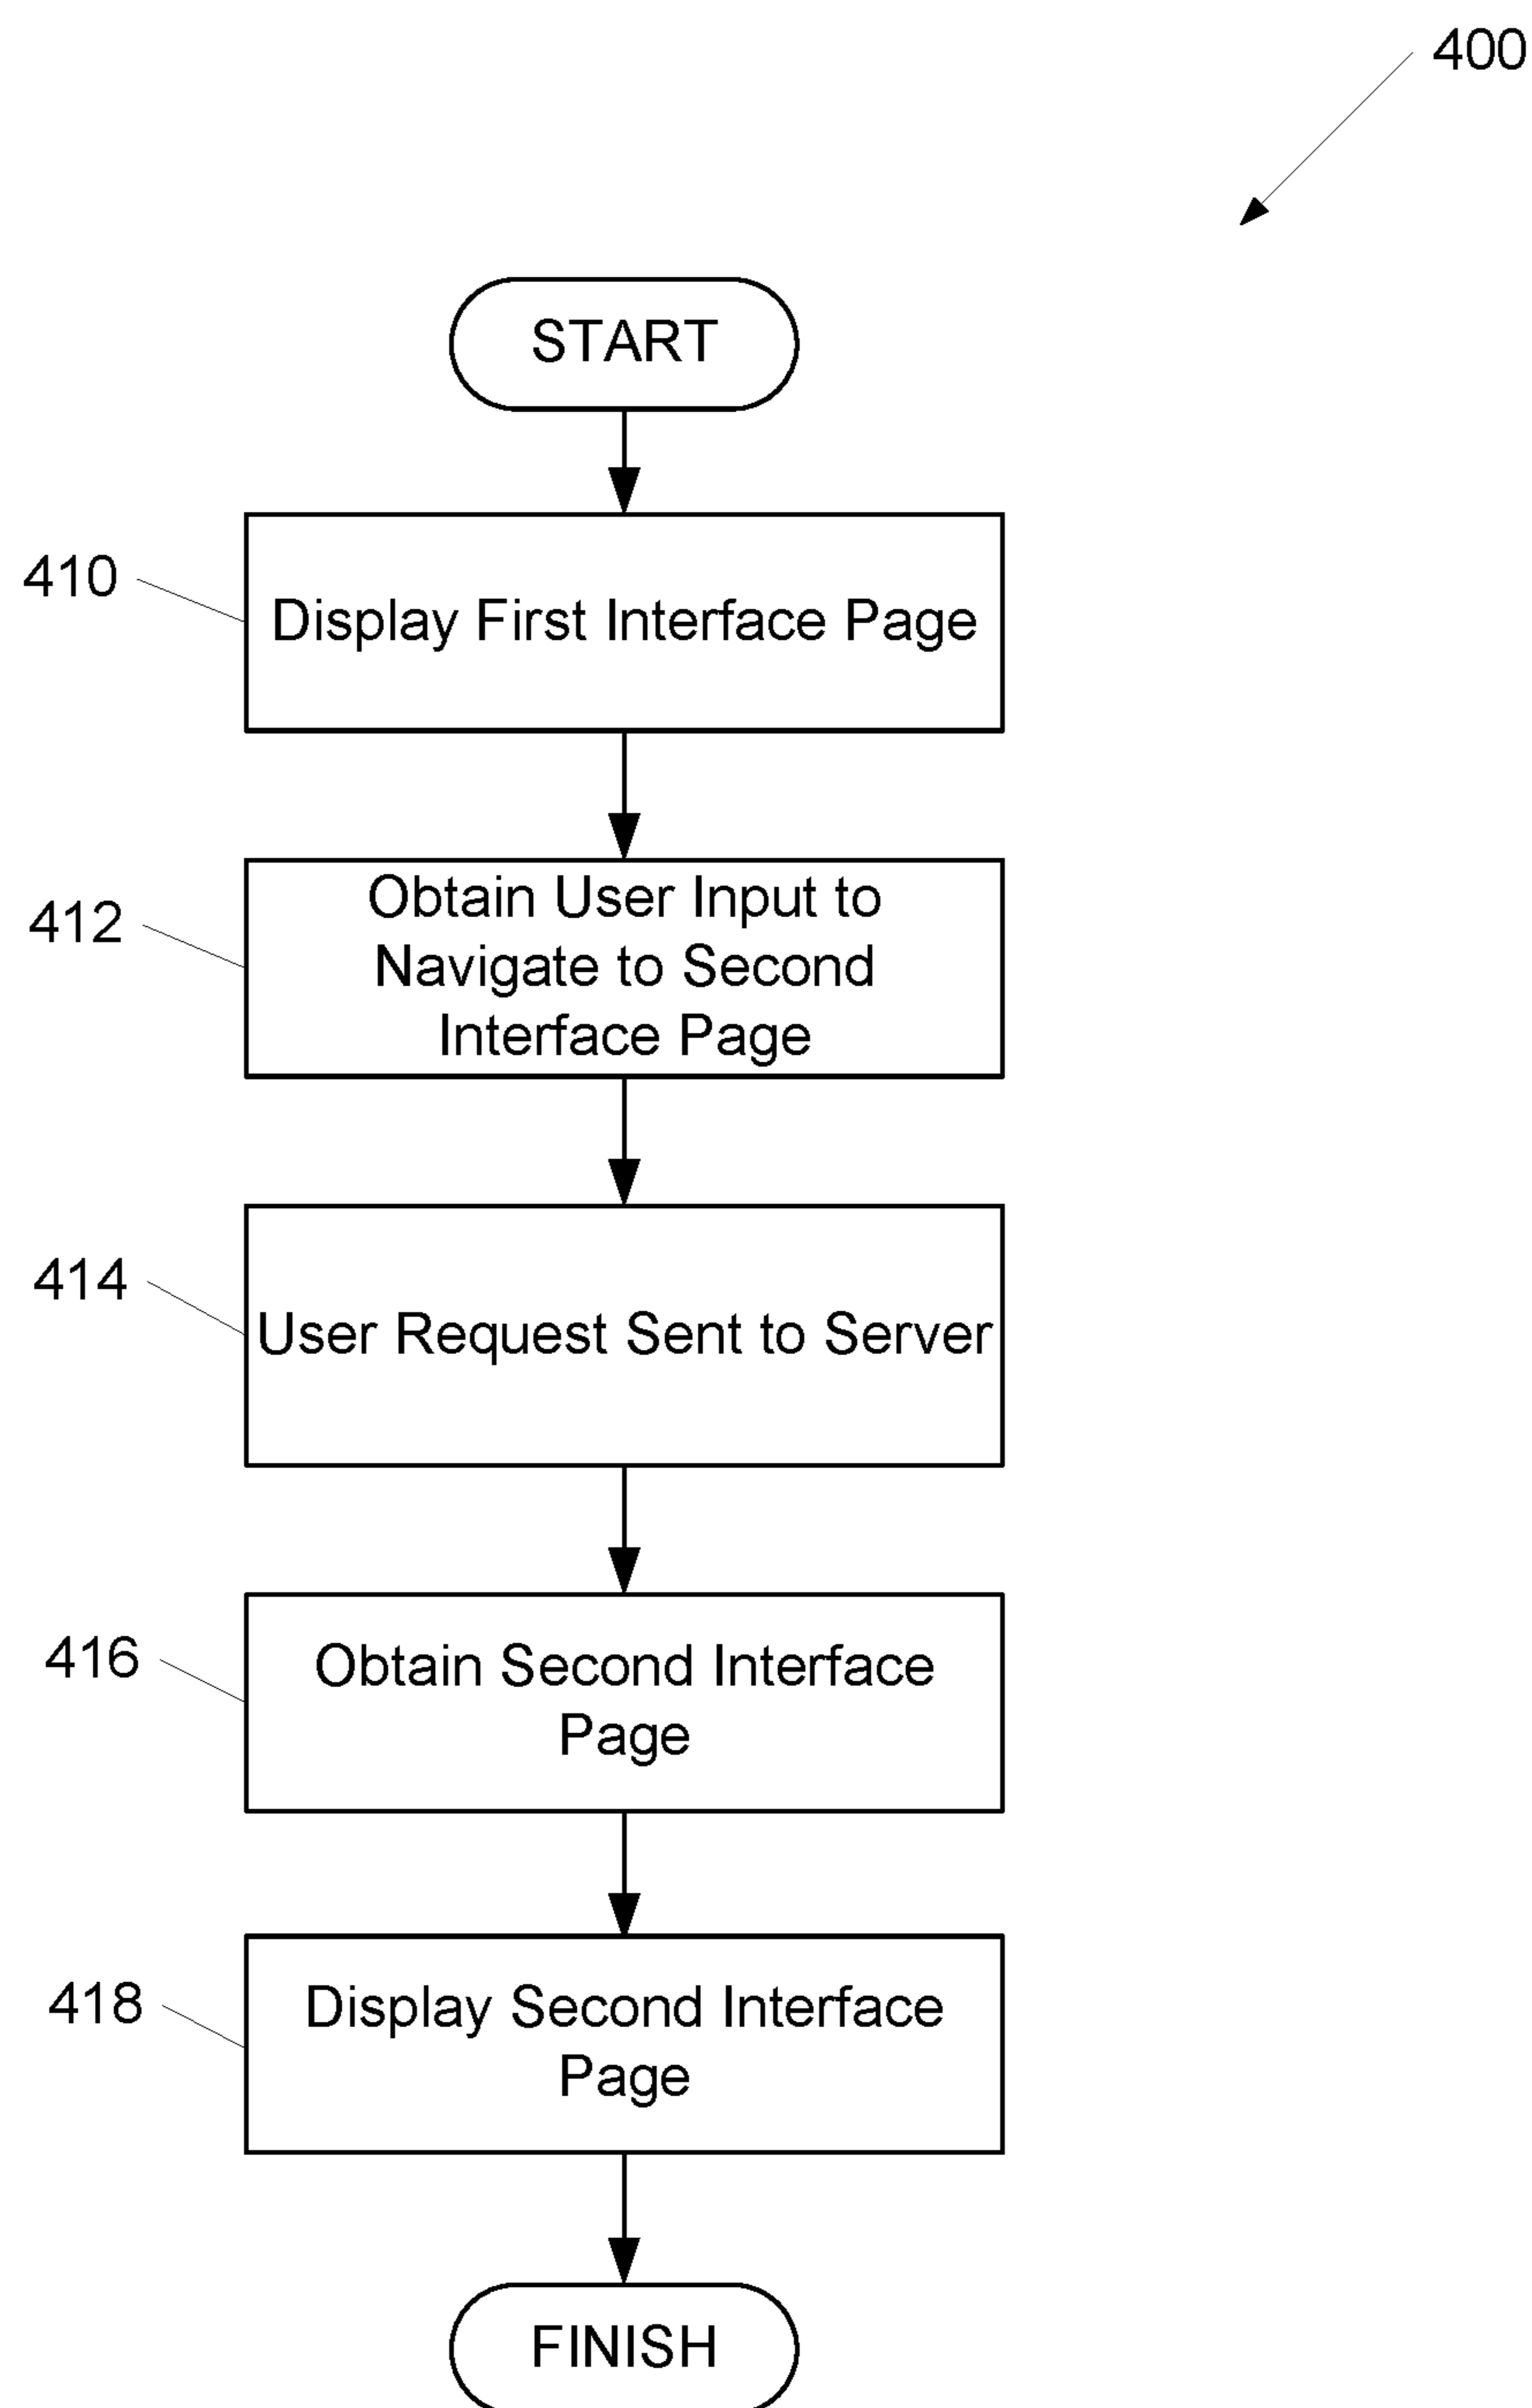 400
START
410
Display First Interface Page
412
Obtain User Input to
Navigate to Second
Interface Page
414
User Request Sent to Server
416
Obtain Second Interface
Page
418
Display Second Interface
Page
FINISH